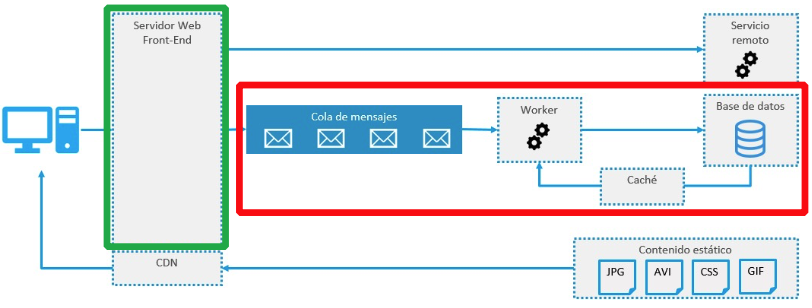 Servidor Web
Front-End
Servicio
remoto
Cola de mensajes
Worker
Base de datos
Caché
Contenido estático
CDN
JPG
AVI
CSS
GIF